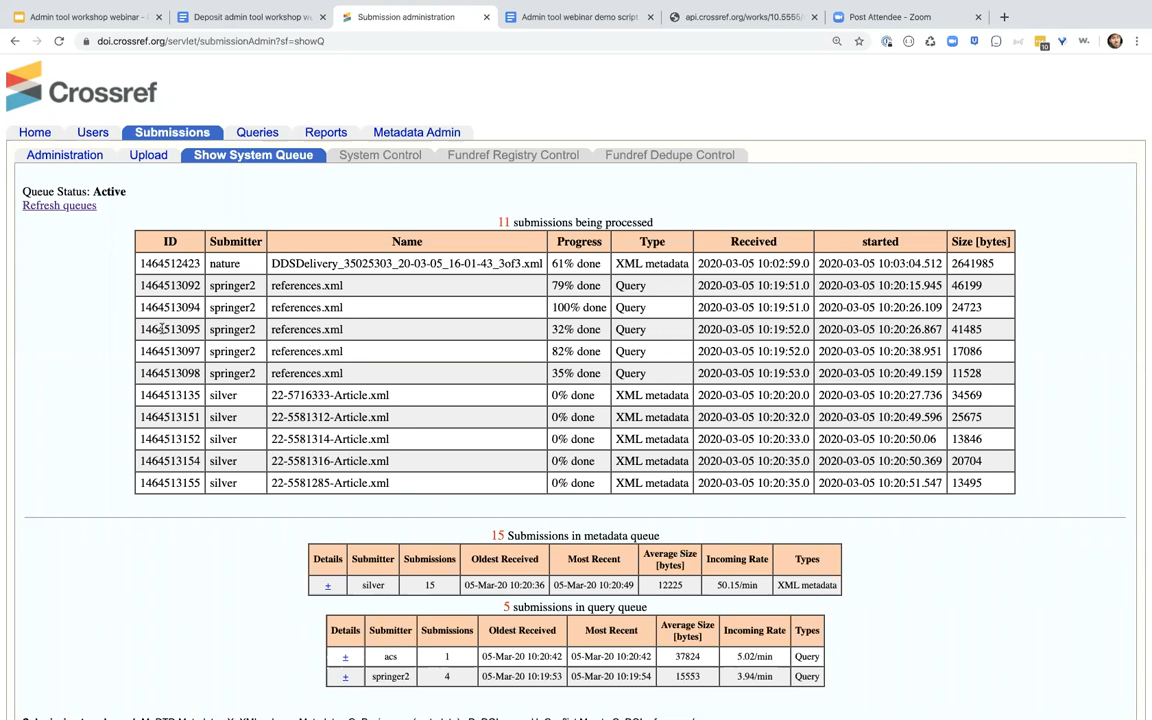 Admin tool workshop webinar -
Deposit admin tool workshop w
Submission administration
Admin tool webinar demo script
api.crossref.org/works/10.5555/
Post Attendee - Zoom
doi.crossref.org/servlet/submissionAdmin?sf=showQ
10
Crossref
Home Users Submissions Queries Reports Metadata Admin
Administration Upload Show System Queue System Control Fundref Registry Control Fundref Dedupe Control
Queue Status: Active
Refresh queues
11 submissions being processed
ID Submitter Name Progress Type Received started Size [bytes]
1464512423 nature DDSDelivery_35025303_20-03-05_16-01-43_3of3.xml 61% done XML metadata 2020-03-05 10:02:59.0 2020-03-05 10:03:04.512 2641985
1464513092 springer2 references.xml 79% done Query 2020-03-05 10:19:51.0 2020-03-05 10:20:15.945 46199
1464513094 springer2 references.xml 100% done Query 2020-03-05 10:19:51.0 2020-03-05 10:20:26.109 24723
1464513095 springer2 references.xml 32% done Query 2020-03-05 10:19:52.0 2020-03-05 10:20:26.867 41485
1464513097 springer2 references.xml 82% done Query 2020-03-05 10:19:52.0 2020-03-05 10:20:38.951 17086
1464513098 springer2 references.xml 35% done Query 2020-03-05 10:19:53.0 2020-03-05 10:20:49.159 11528
1464513135 silver 22-5716333-Article.xml 0% done XML metadata 2020-03-05 10:20:20.0 2020-03-05 10:20:27.736 34569
1464513151 silver 22-5581312-Article.xml 0% done XML metadata 2020-03-05 10:20:32.0 2020-03-05 10:20:49.596 25675
1464513152 silver 22-5581314-Article.xml 0% done XML metadata 2020-03-05 10:20:33.0 2020-03-05 10:20:50.06 13846
1464513154 silver 22-5581316-Article.xml 0% done XML metadata 2020-03-05 10:20:35.0 2020-03-05 10:20:50.369 20704
1464513155 silver 22-5581285-Article.xml 0% done XML metadata 2020-03-05 10:20:35.0 2020-03-05 10:20:51.547 13495
15 Submissions in metadata queue
Details Submitter Submissions Oldest Received Most Recent Average Size [bytes] Incoming Rate Types
± silver 15 05-Mar-20 10:20:36 05-Mar-20 10:20:49 12225 50.15/min XML metadata
5 submissions in query queue
Details Submitter Submissions Oldest Received Most Recent Average Size [bytes] Incoming Rate Types
± acs 1 05-Mar-20 10:20:42 05-Mar-20 10:20:42 37824 5.02/min Query
± springer2 4 05-Mar-20 10:19:53 05-Mar-20 10:19:54 15553 3.94/min Query